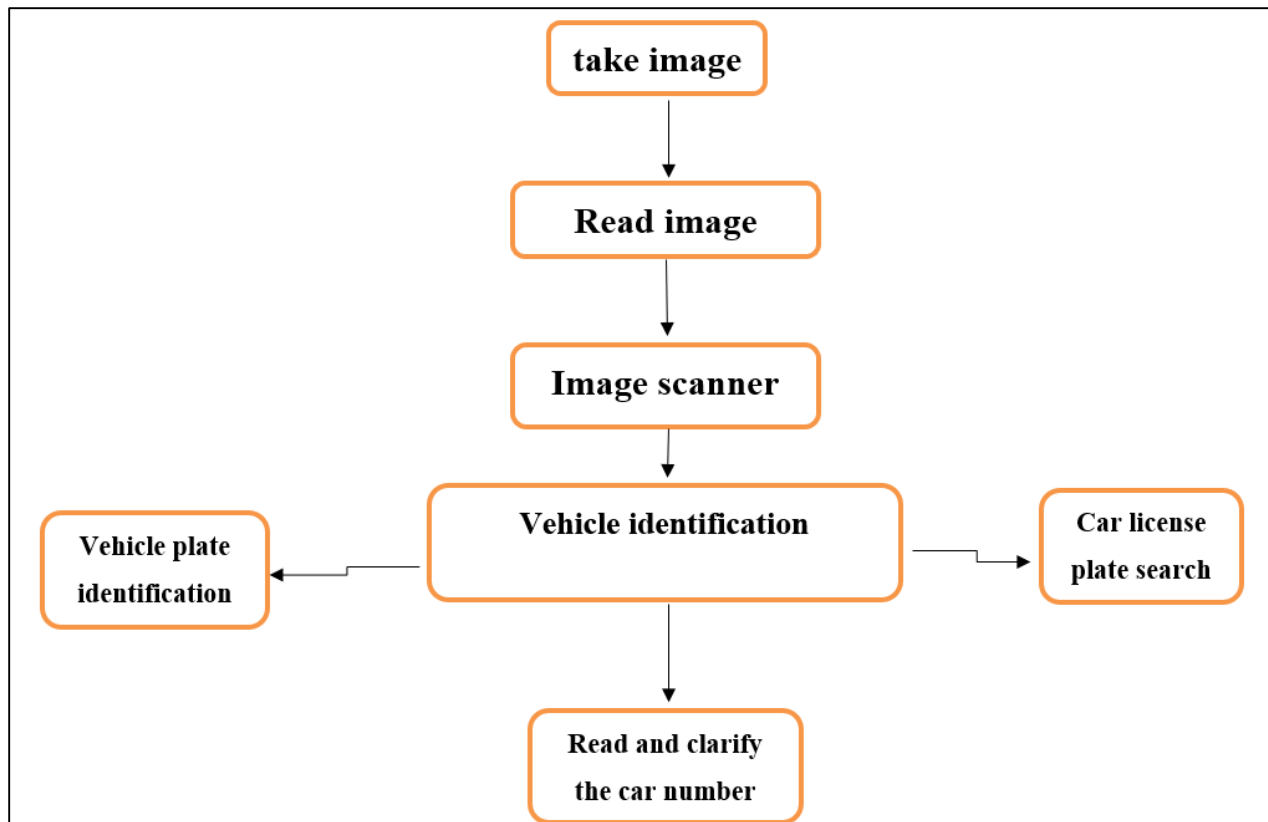 take image
Read image
Image scanner
Vehicle identification
Vehicle plate
identification
Car license
plate search
Read and clarify
the car number